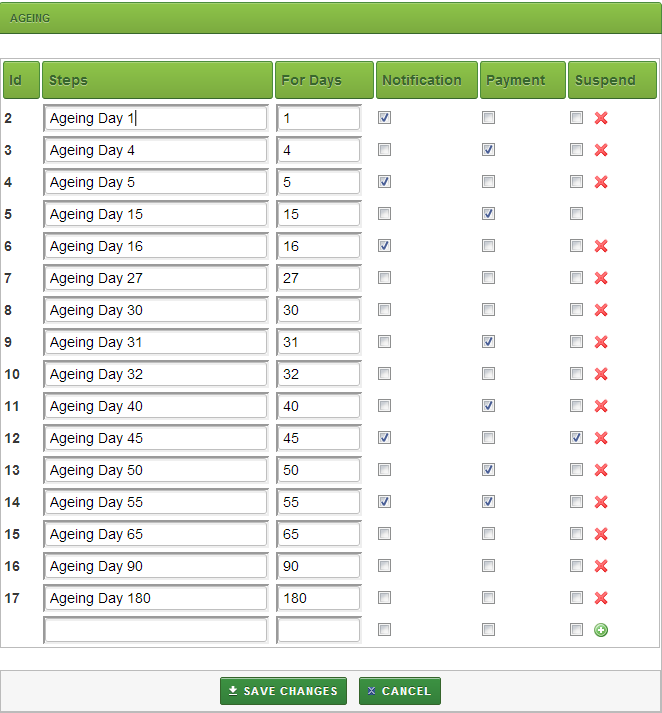 AGEING
Id Steps For Days Notification Payment Suspend
2 Ageing Day 1 1
3 Ageing Day 4 4
4 Ageing Day 5 5
5 Ageing Day 15 15
6 Ageing Day 16 16
7 Ageing Day 27 27
8 Ageing Day 30 30
9 Ageing Day 31 31
10 Ageing Day 32 32
11 Ageing Day 40 40
12 Ageing Day 45 45
13 Ageing Day 50 50
14 Ageing Day 55 55
15 Ageing Day 65 65
16 Ageing Day 90 90
17 Ageing Day 180 180
SAVE CHANGES CANCEL